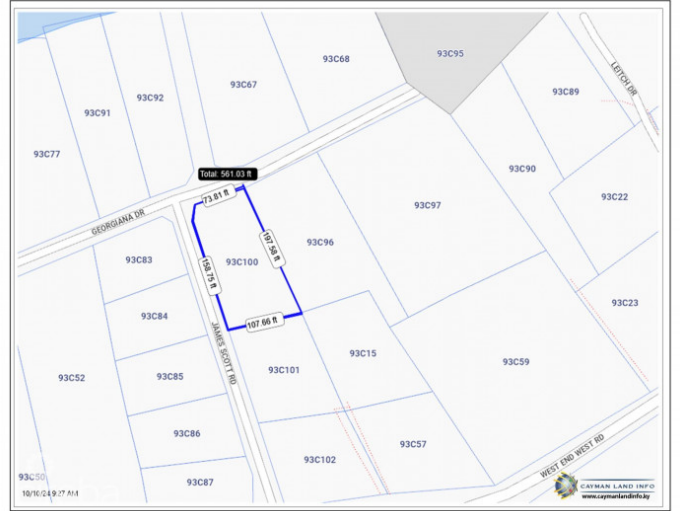 93C68
93C95
93C67
93C89
LEITCH DR
93C92
93C91
93C77
93C90
93C22
Total: 561.03 ft
73.81 ft
93C97
GEORGIANA DR
93C96
197.58 ft
93C83
93C100
158.75 ft
93C23
93C84
107.66 ft
JAMES SCOTT RD
93C15
93C59
93C101
93C85
93C52
93C86
93C57
93C102
WEST END WEST RD
93C50
93C87
10/10/24 9:27 AM
CAYMAN LAND INFO
www.caymanlandinfo.ky